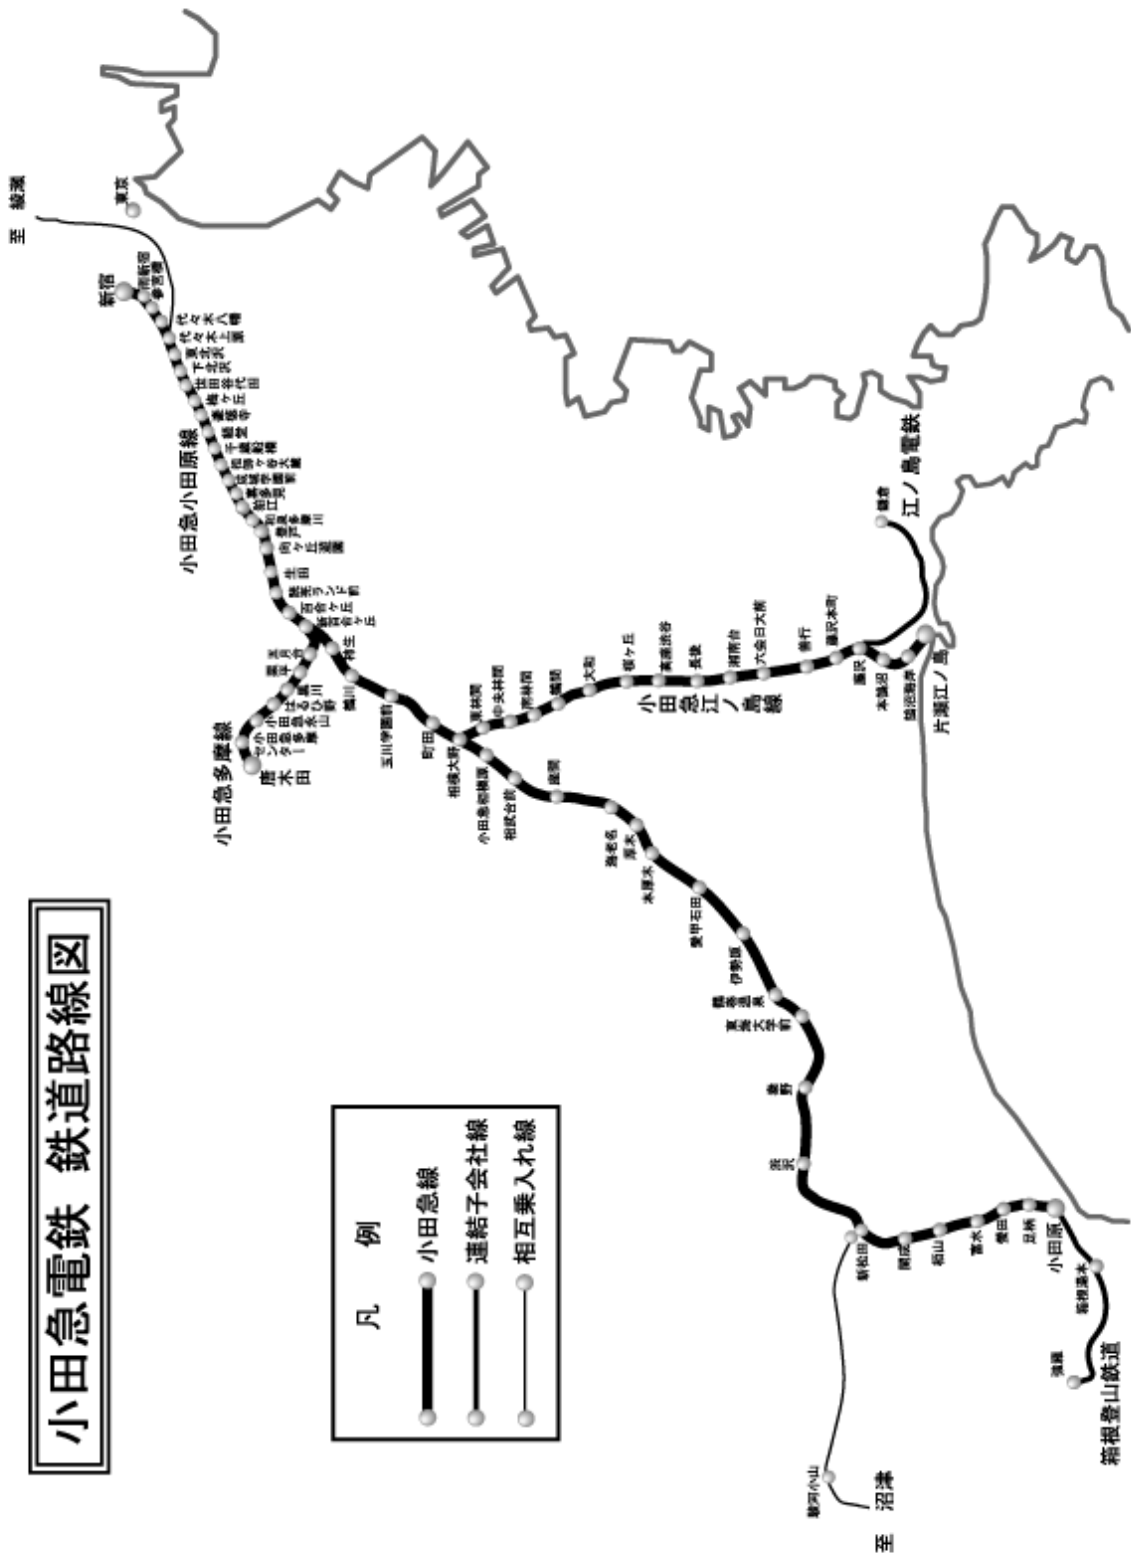 小田急電鉄 鉄道路線図
凡例
小田急線
連結子会社線
相互乗入れ線
至 綾瀬
東京
新宿
南新宿
参宮橋
代々木八幡
代々木上原
東北沢
下北沢
世田谷代田
梅ヶ丘
豪徳寺
経堂
千歳船橋
祖師ヶ谷大蔵
成城学園前
喜多見
狛江
和泉多摩川
登戸
向ヶ丘遊園
生田
読売ランド前
百合ヶ丘
新百合ヶ丘
小田急小田原線
五月台
栗平
黒川
はるひ野
小田急永山
小田急多摩センター
唐木田
小田急多摩線
柿生
鶴川
玉川学園前
町田
相模大野
小田急相模原
相武台前
座間
海老名
厚木
本厚木
愛甲石田
伊勢原
鶴巻温泉
東海大学前
秦野
渋沢
新松田
開成
栢山
富水
螢田
足柄
小田原
箱根湯本
強羅
箱根登山鉄道
駿河小山
至 沼津
東林間
中央林間
南林間
鶴間
大和
桜ヶ丘
高座渋谷
長後
湘南台
六会日大前
善行
藤沢本町
藤沢
本鵠沼
鵠沼海岸
片瀬江ノ島
小田急江ノ島線
鎌倉
江ノ島電鉄